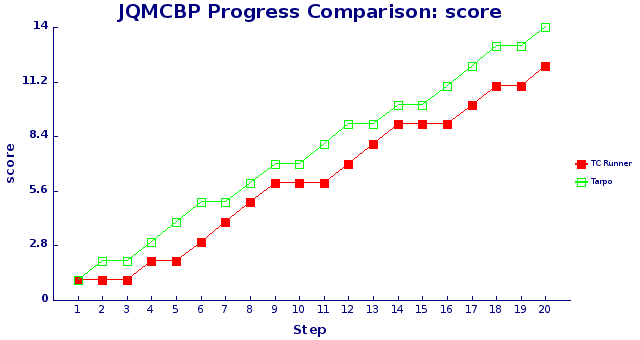 JQMCBP Progress Comparison: score
14
11.2
8.4
5.6
2.8
0
score
1 2 3 4 5 6 7 8 9 10 11 12 13 14 15 16 17 18 19 20
Step
TC Runner
Tarpo